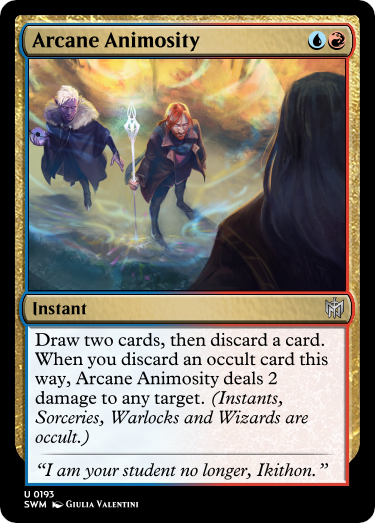 Arcane Animosity
Instant
Draw two cards, then discard a card.
When you discard an occult card this
way, Arcane Animosity deals 2
damage to any target. (Instants,
Sorceries, Warlocks and Wizards are
occult.)
“I am your student no longer, Ikithon.”
U 0193
SWM Giulia Valentini